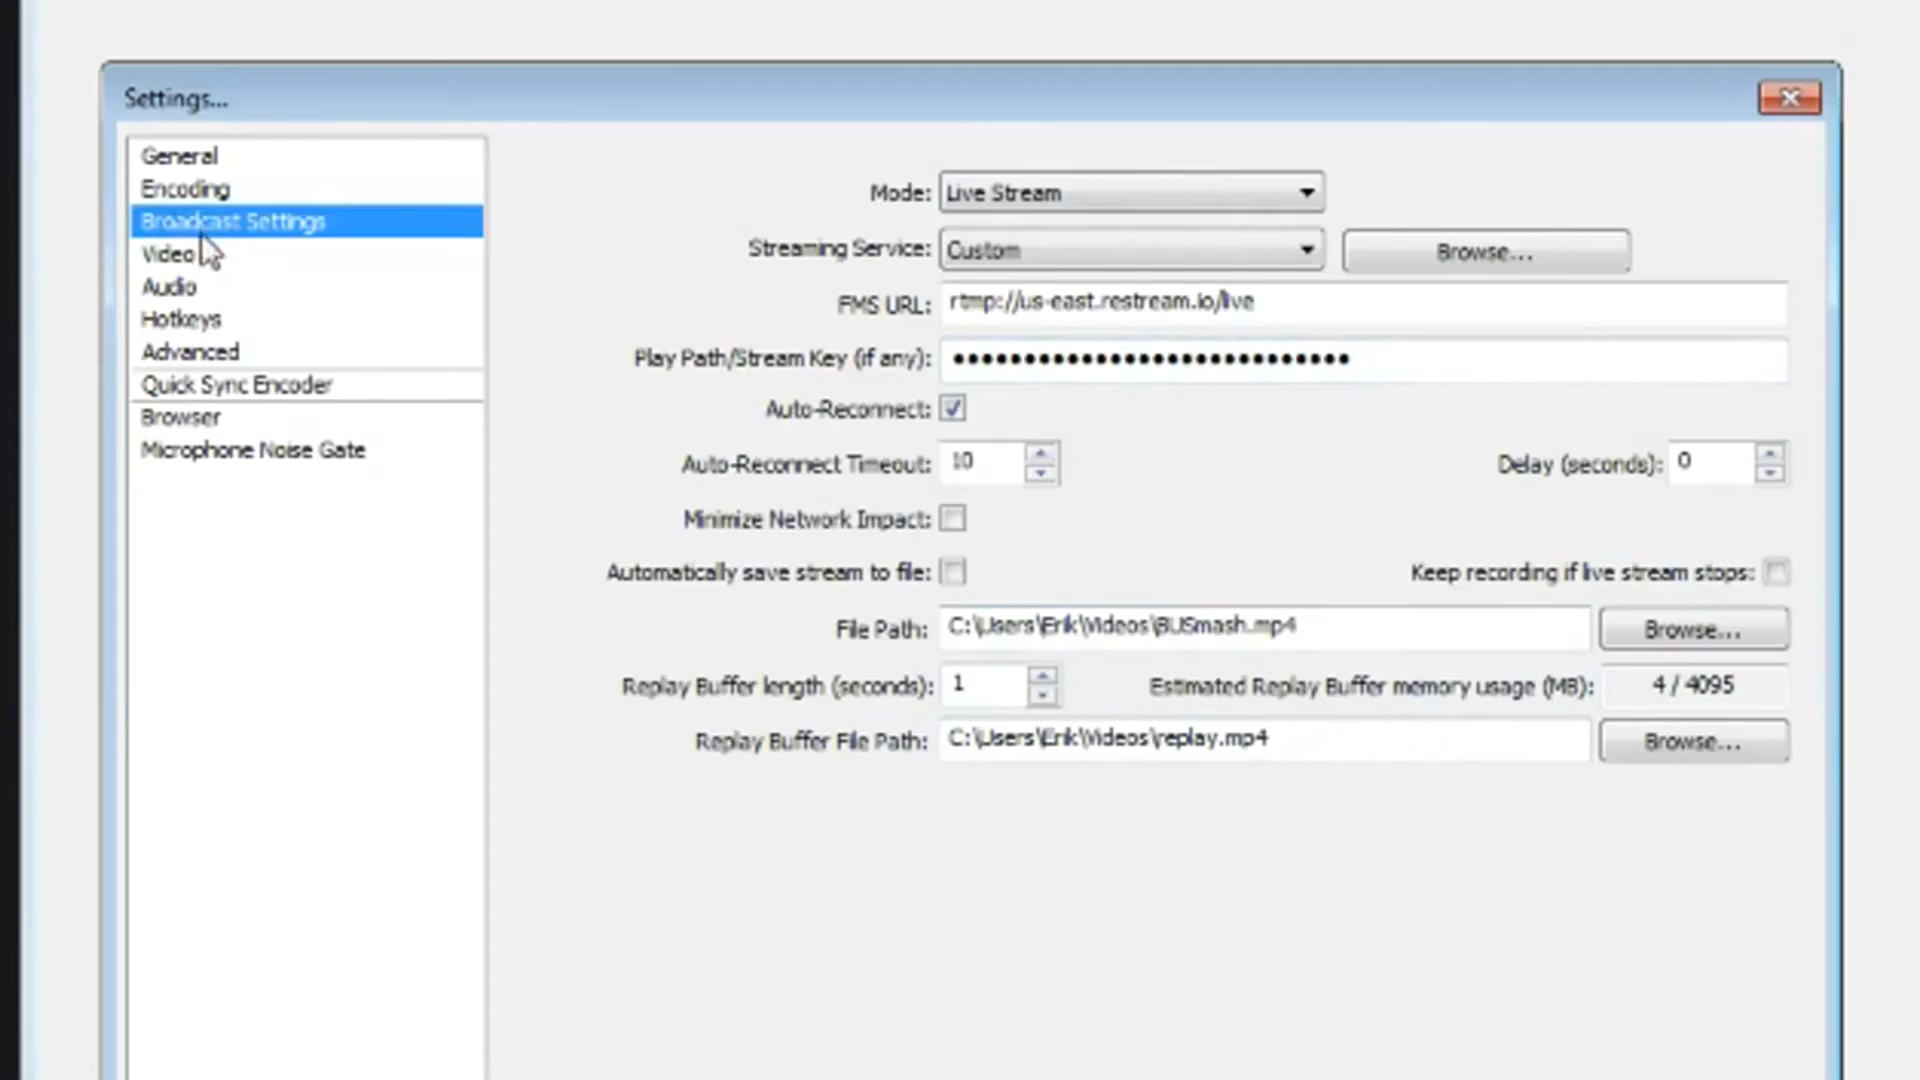 Settings...
General
Encoding
Broadcast Settings
Video
Audio
Hotkeys
Advanced
Quick Sync Encoder
Browser
Microphone Noise Gate
Mode: Live Stream
Streaming Service: Custom Browse...
FMS URL: rtmp://us-east.restream.io/live
Play Path/Stream Key (if any): ••••••••••••••••••••••••••••
Auto-Reconnect:
Auto-Reconnect Timeout: 10 Delay (seconds): 0
Minimize Network Impact:
Automatically save stream to file: Keep recording if live stream stops:
File Path: C:\Users\Erik\Videos\BUSmash.mp4 Browse...
Replay Buffer length (seconds): 1 Estimated Replay Buffer memory usage (MB): 4 / 4095
Replay Buffer File Path: C:\Users\Erik\Videos\replay.mp4 Browse...